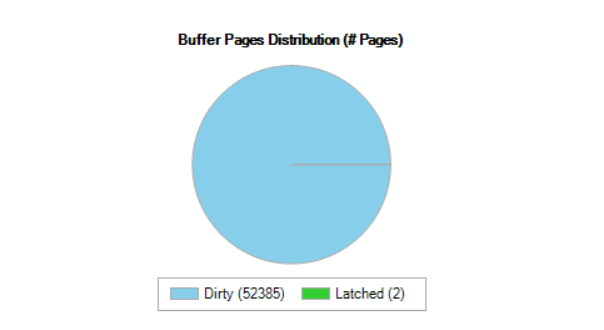 Buffer Pages Distribution (# Pages)
Dirty (52385) Latched (2)